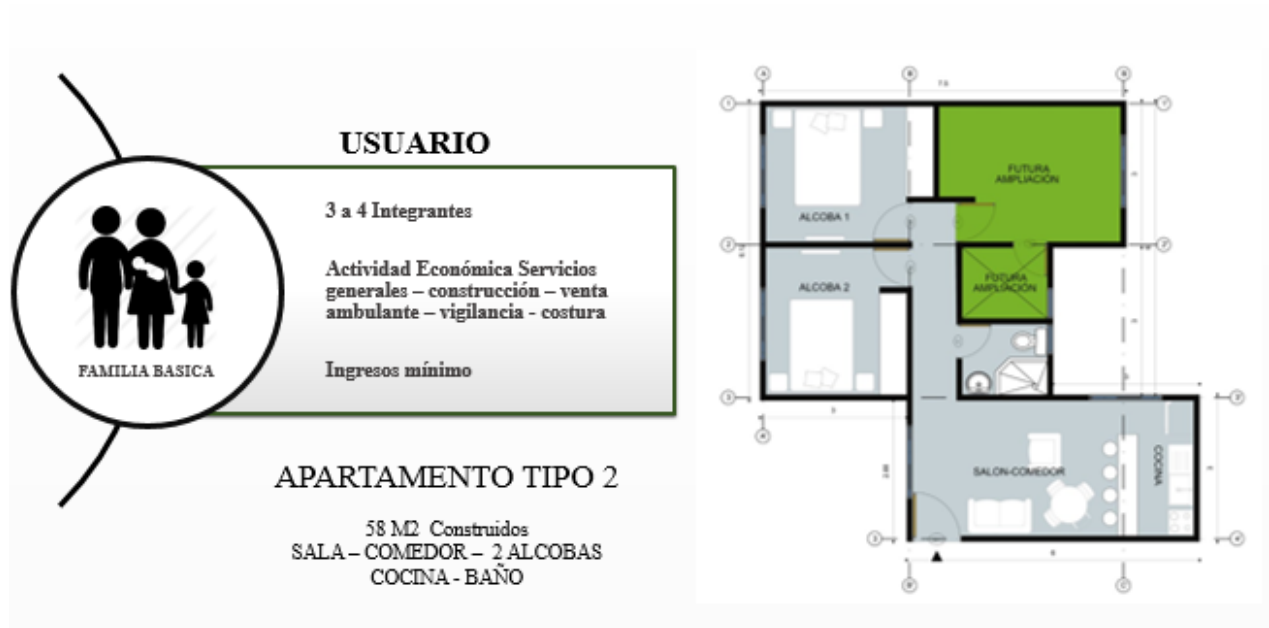 USUARIO
3 a 4 Integrantes
Actividad Económica Servicios
generales – construcción – venta
ambulante – vigilancia - costura
Ingresos mínimo
FAMILIA BASICA
APARTAMENTO TIPO 2
58 M2 Construidos
SALA – COMEDOR – 2 ALCOBAS
COCINA - BAÑO
FUTURA
AMPLIACIÓN
ALCOBA 1
ALCOBA 2
FUTURA
AMPLIACIÓN
SALON-COMEDOR
COCINA